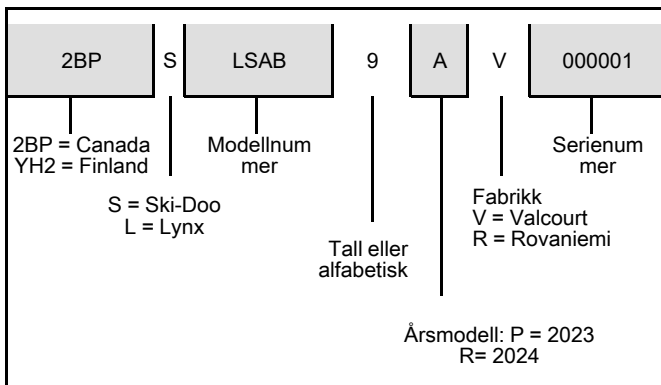 2BP S LSAB 9 A V 000001
2BP = Canada
YH2 = Finland
Modellnum
mer
Serienum
mer
S = Ski-Doo
L = Lynx
Fabrikk
V = Valcourt
R = Rovaniemi
Tall eller
alfabetisk
Årsmodell: P = 2023
R= 2024